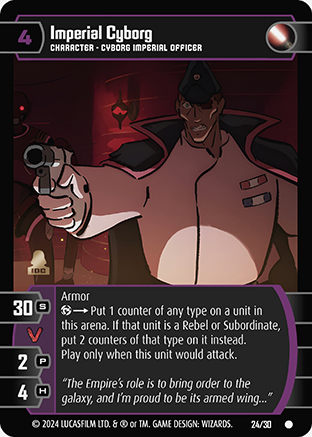 4
Imperial Cyborg
CHARACTER - CYBORG IMPERIAL OFFICER
IDC
30 S
Armor
→ Put 1 counter of any type on a unit in
this arena. If that unit is a Rebel or Subordinate,
put 2 counters of that type on it instead.
Play only when this unit would attack.
2 P
4 H
“The Empire's role is to bring order to the
galaxy, and I'm proud to be its armed wing...”
© 2024 LUCASFILM LTD. & ® or TM. GAME DESIGN: WIZARDS. 24/30